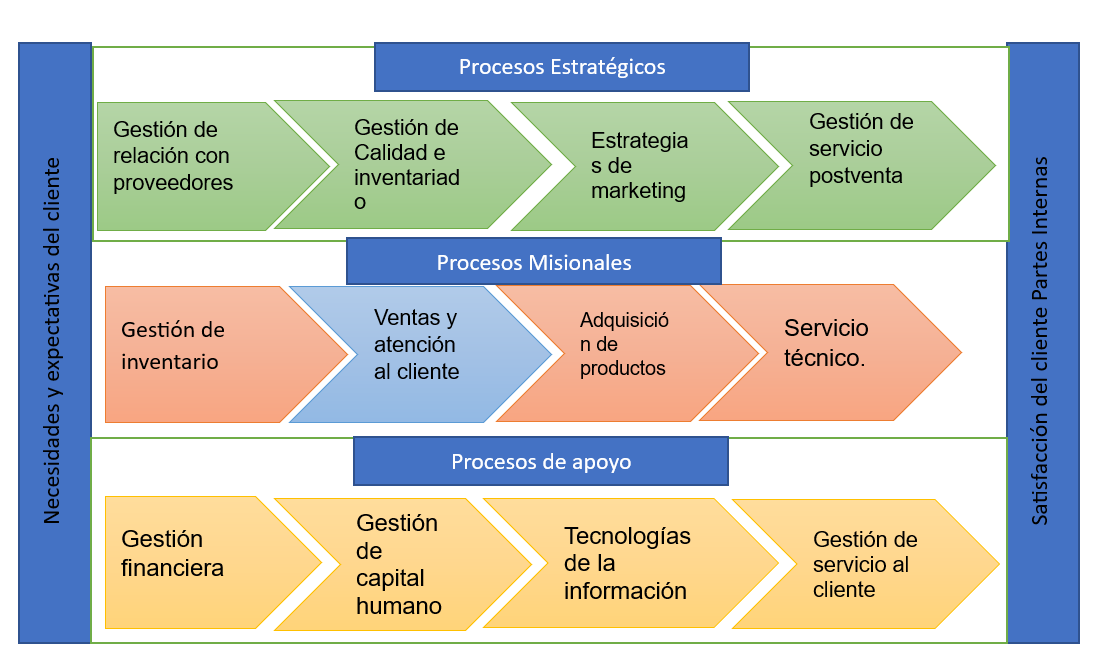 Necesidades y expectativas del cliente
Procesos Estratégicos
Gestión de
relación con
proveedores
Gestión de
Calidad e
inventariad
o
Estrategia
s de
marketing
Gestión de
servicio
postventa
Procesos Misionales
Gestión de
inventario
Ventas y
atención
al cliente
Adquisició
n de
productos
Servicio
técnico.
Procesos de apoyo
Gestión
financiera
Gestión
de
capital
humano
Tecnologías
de la
información
Gestión de
servicio al
cliente
Satisfacción del cliente Partes Internas